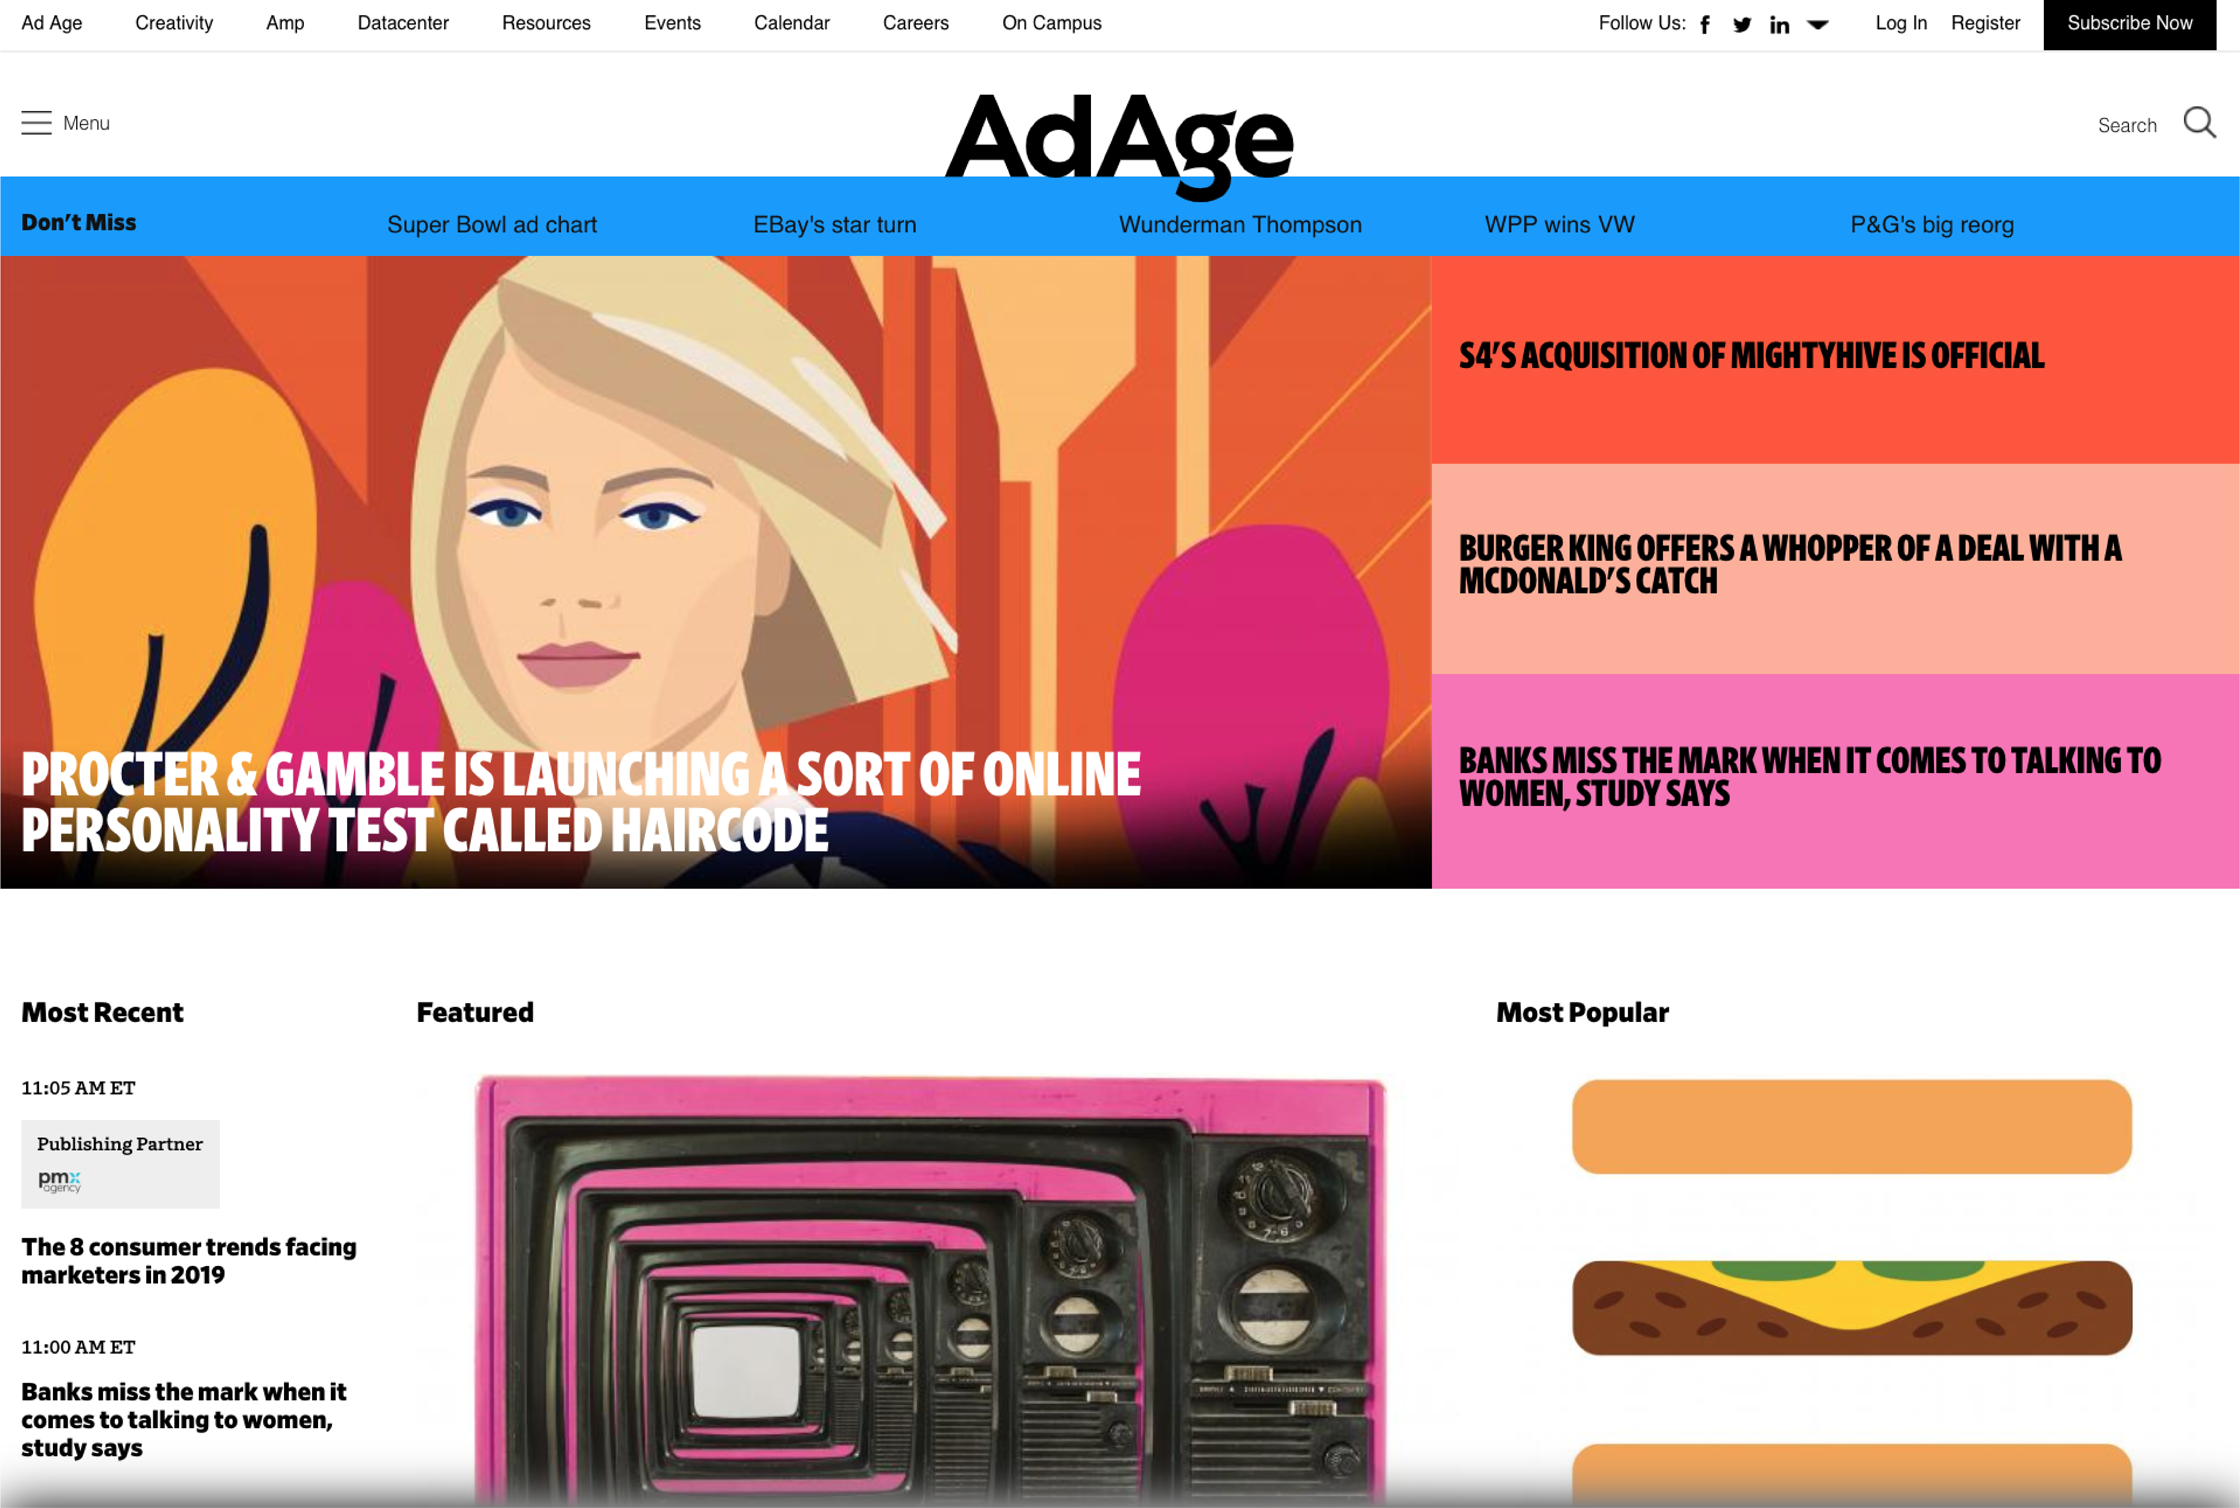 Ad Age Creativity Amp Datacenter Resources Events Calendar Careers On Campus Follow Us: Log In Register Subscribe Now
Menu
AdAge
Search
Don't Miss Super Bowl ad chart EBay's star turn Wunderman Thompson WPP wins VW P&G's big reorg
PROCTER & GAMBLE IS LAUNCHING A SORT OF ONLINE
PERSONALITY TEST CALLED HAIRCODE
S4'S ACQUISITION OF MIGHTYHIVE IS OFFICIAL
BURGER KING OFFERS A WHOPPER OF A DEAL WITH A
MCDONALD'S CATCH
BANKS MISS THE MARK WHEN IT COMES TO TALKING TO
WOMEN, STUDY SAYS
Most Recent
11:05 AM ET
Publishing Partner
pmx
agency
The 8 consumer trends facing
marketers in 2019
11:00 AM ET
Banks miss the mark when it
comes to talking to women,
study says
Featured
Most Popular